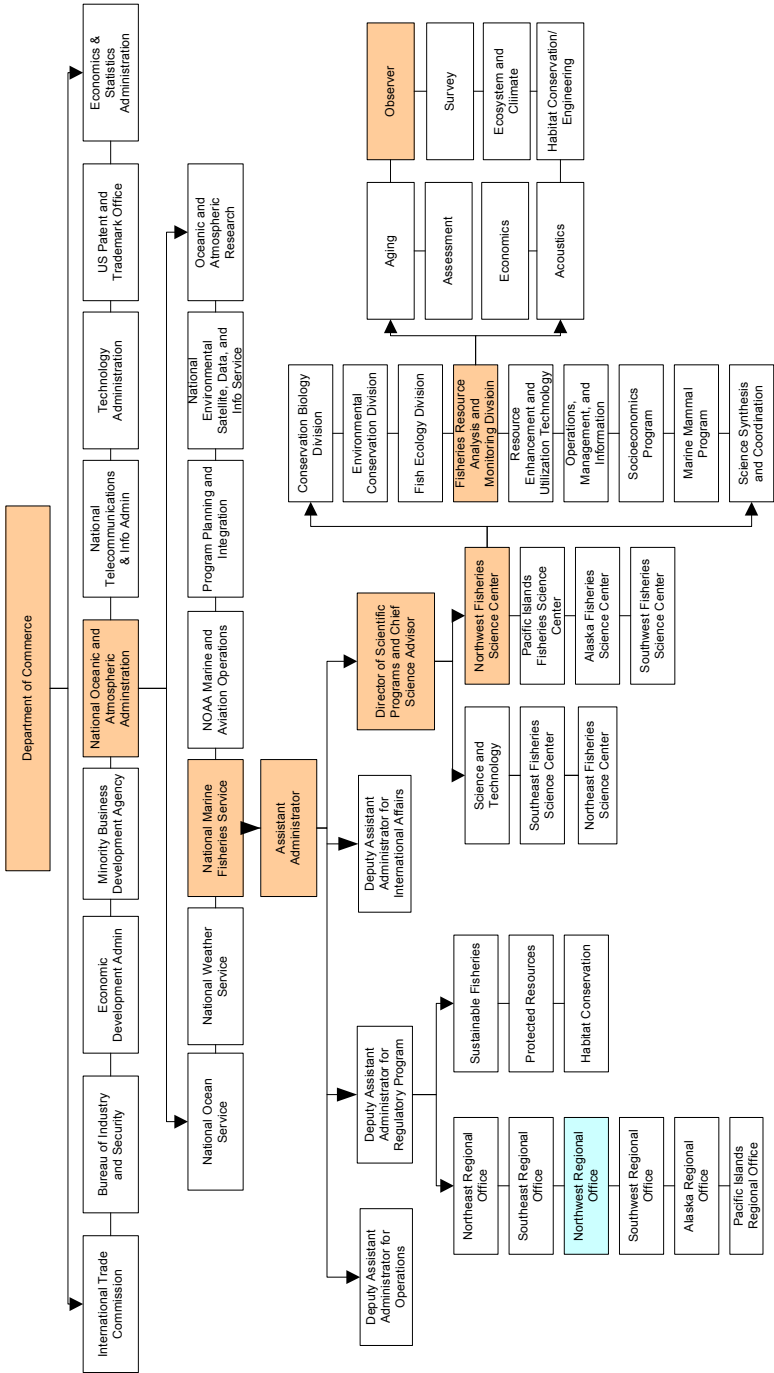 Department of Commerce
International Trade
Commission
Bureau of Industry
and Security
Economic
Development Admin
Minority Business
Development Agency
National Oceanic and
Atmospheric
Adminstration
National
Telecommunications
& Info Admin
Technology
Administration
US Patent and
Trademark Office
Economics &
Statistics
Administration
National Ocean
Service
National Weather
Service
National Marine
Fisheries Service
NOAA Marine and
Aviation Operations
Program Planning and
Integration
National
Environmental
Satellite, Data, and
Info Service
Oceanic and
Atmospheric
Research
Assistant
Administrator
Deputy Assistant
Administrator for
Operations
Deputy Assistant
Administrator for
Regulatory Program
Deputy Assistant
Administrator for
International Affairs
Director of Scientific
Programs and Chief
Science Advisor
Northeast Regional
Office
Southeast Regional
Office
Northwest Regional
Office
Southwest Regional
Office
Alaska Regional
Office
Pacific Islands
Regional Office
Sustainable Fisheries
Protected Resources
Habitat Conservation
Science and
Technology
Southeast Fisheries
Science Center
Northeast Fisheries
Science Center
Northwest Fisheries
Science Center
Pacific Islands
Fisheries Science
Center
Alaska Fisheries
Science Center
Southwest Fisheries
Science Center
Conservation Biology
Division
Environmental
Conservation Division
Fish Ecology Division
Fisheries Resource
Analysis and
Monitoring Divsioin
Resource
Enhancement and
Utilization Technology
Operations,
Management, and
Information
Socioeconomics
Program
Marine Mammal
Program
Science Synthesis
and Coordination
Aging
Assessment
Economics
Acoustics
Observer
Survey
Ecosystem and
Cliimate
Habitat Conservation/
Engineering